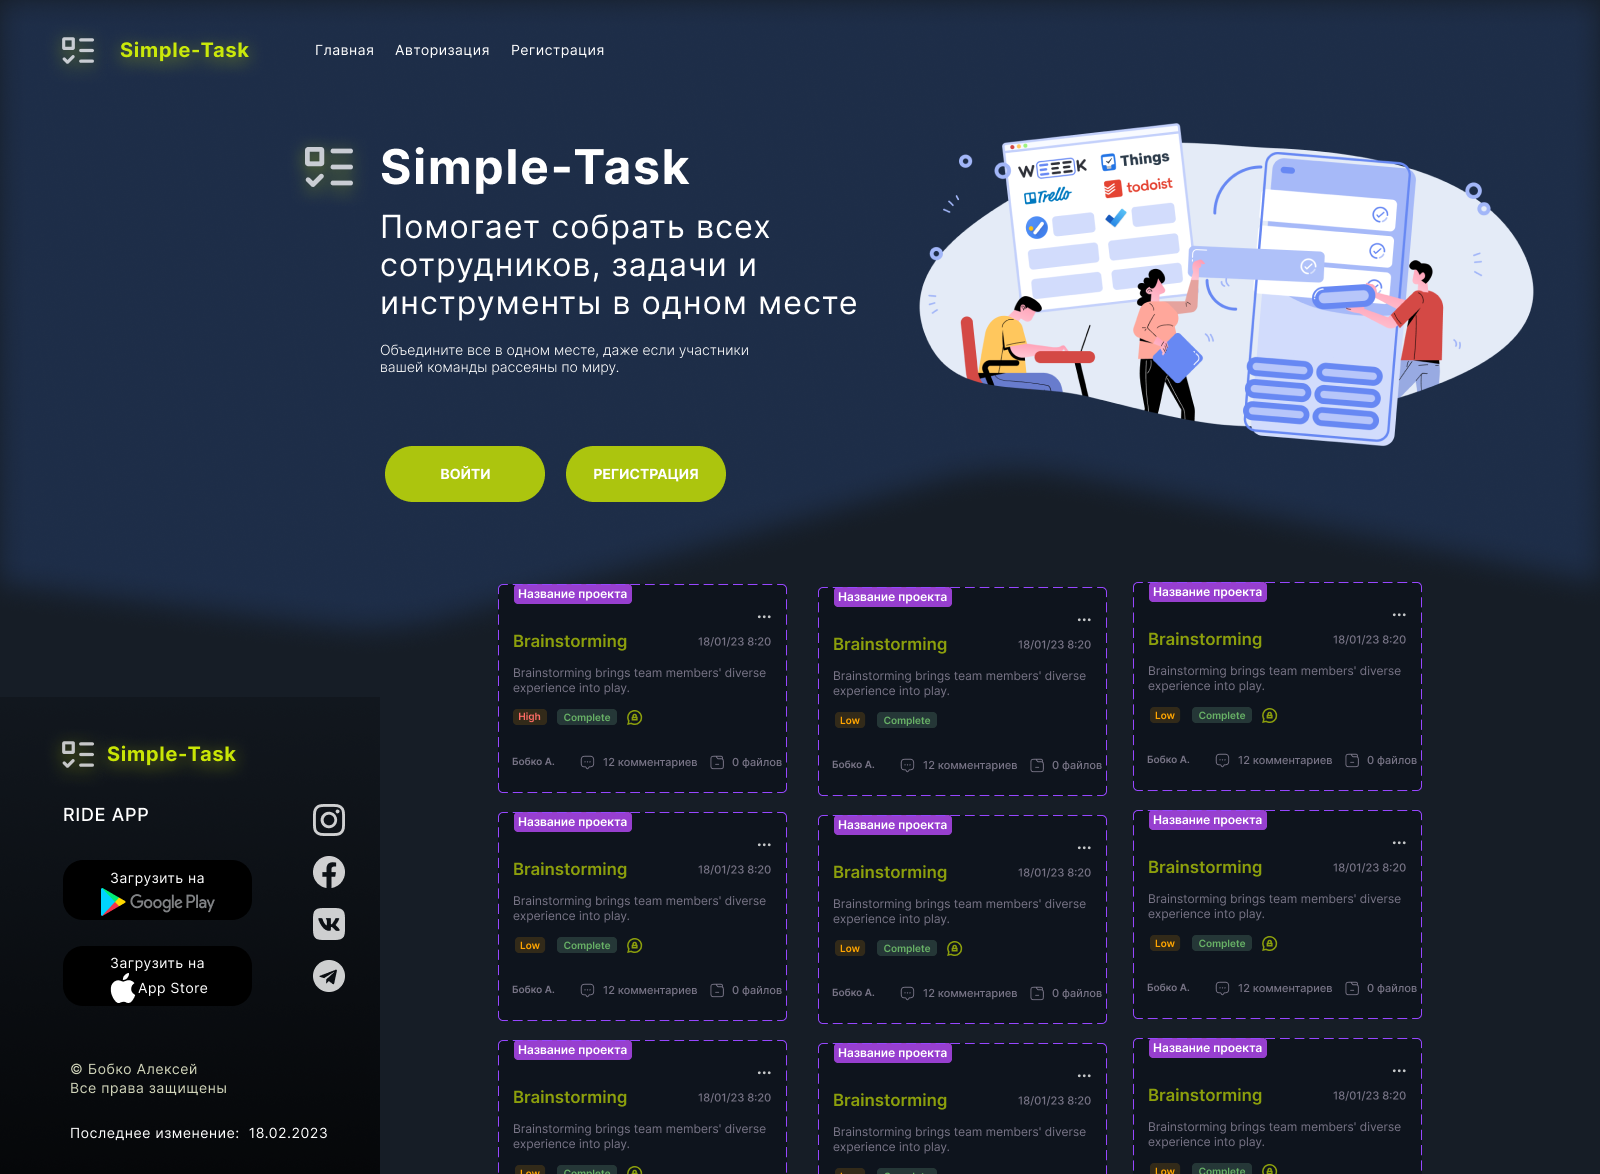 Simple-Task
Главная
Авторизация
Регистрация
Simple-Task
Помогает собрать всех
сотрудников, задачи и
инструменты в одном месте
Объедините все в одном месте, даже если участники
вашей команды рассеяны по миру.
ВОЙТИ
РЕГИСТРАЦИЯ
WEEEK
Things
Trello
todoist
Название проекта
Brainstorming
18/01/23 8:20
Brainstorming brings team members' diverse
experience into play.
High
Complete
Бобко А.
12 комментариев
0 файлов
Название проекта
Brainstorming
18/01/23 8:20
Brainstorming brings team members' diverse
experience into play.
Low
Complete
Бобко А.
12 комментариев
0 файлов
Название проекта
Brainstorming
18/01/23 8:20
Brainstorming brings team members' diverse
experience into play.
Low
Complete
Бобко А.
12 комментариев
0 файлов
Название проекта
Brainstorming
18/01/23 8:20
Brainstorming brings team members' diverse
experience into play.
Low
Complete
Бобко А.
12 комментариев
0 файлов
Название проекта
Brainstorming
18/01/23 8:20
Brainstorming brings team members' diverse
experience into play.
Low
Complete
Бобко А.
12 комментариев
0 файлов
Название проекта
Brainstorming
18/01/23 8:20
Brainstorming brings team members' diverse
experience into play.
Low
Complete
Бобко А.
12 комментариев
0 файлов
Название проекта
Brainstorming
18/01/23 8:20
Brainstorming brings team members' diverse
experience into play.
Low
Complete
Название проекта
Brainstorming
18/01/23 8:20
Brainstorming brings team members' diverse
experience into play.
Название проекта
Brainstorming
18/01/23 8:20
Brainstorming brings team members' diverse
experience into play.
Low
Complete
Simple-Task
RIDE APP
Загрузить на
Google Play
Загрузить на
App Store
© Бобко Алексей
Все права защищены
Последнее изменение: 18.02.2023